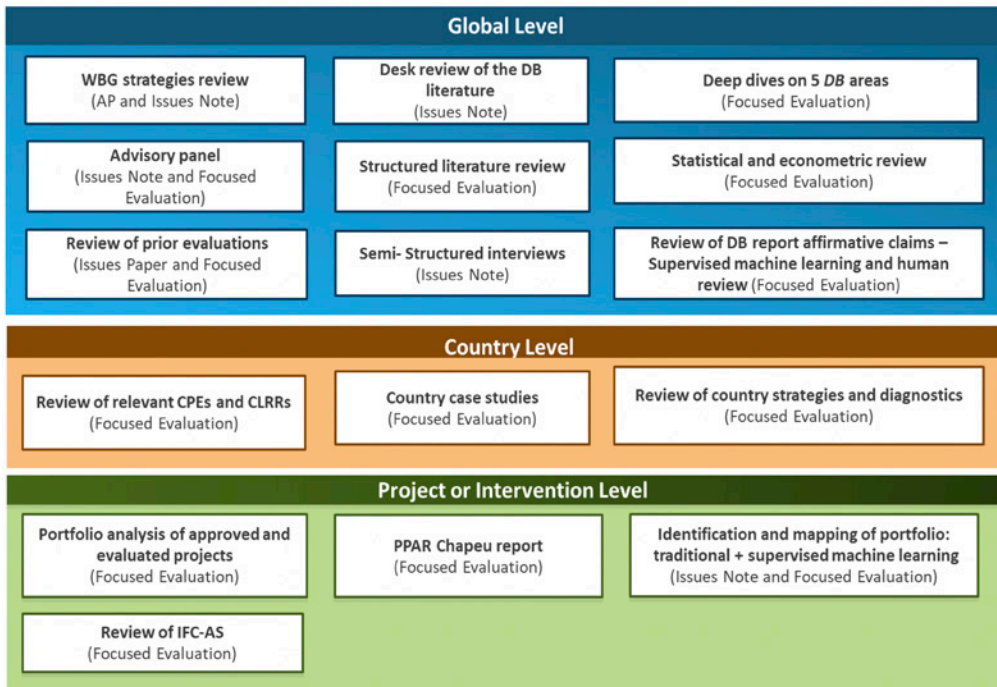 Global Level
WBG strategies review
(AP and Issues Note)
Desk review of the DB
literature
(Issues Note)
Deep dives on 5 DB areas
(Focused Evaluation)
Advisory panel
(Issues Note and Focused
Evaluation)
Structured literature review
(Focused Evaluation)
Statistical and econometric review
(Focused Evaluation)
Review of prior evaluations
(Issues Paper and Focused
Evaluation)
Semi- Structured interviews
(Issues Note)
Review of DB report affirmative claims –
Supervised machine learning and human
review (Focused Evaluation)
Country Level
Review of relevant CPEs and CLRRs
(Focused Evaluation)
Country case studies
(Focused Evaluation)
Review of country strategies and diagnostics
(Focused Evaluation)
Project or Intervention Level
Portfolio analysis of approved and
evaluated projects
(Focused Evaluation)
PPAR Chapeu report
(Focused Evaluation)
Identification and mapping of portfolio:
traditional + supervised machine learning
(Issues Note and Focused Evaluation)
Review of IFC-AS
(Focused Evaluation)